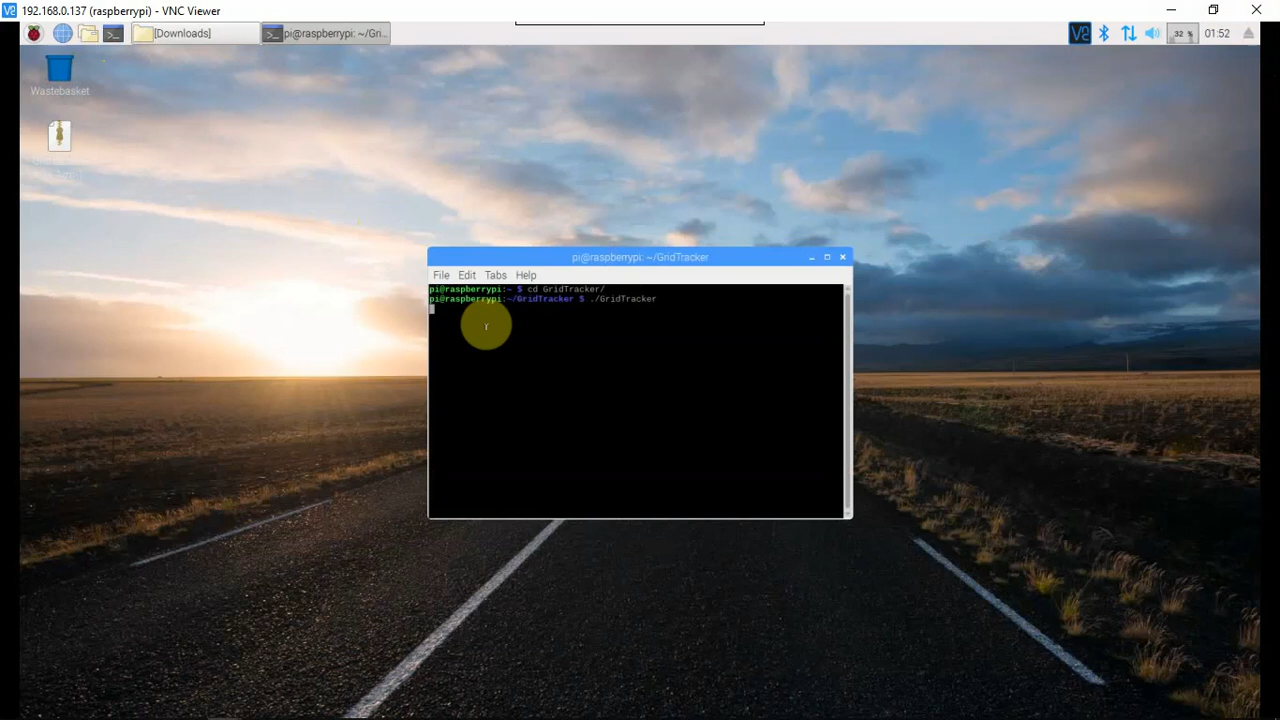 192.168.0.137 (raspberrypi) - VNC Viewer
[Downloads]
pi@raspberrypi: ~/Gri...
32 %
01:52
Wastebasket
pi@raspberrypi: ~/GridTracker
File Edit Tabs Help
pi@raspberrypi:~ $ cd GridTracker/
pi@raspberrypi:~/GridTracker $ ./GridTracker